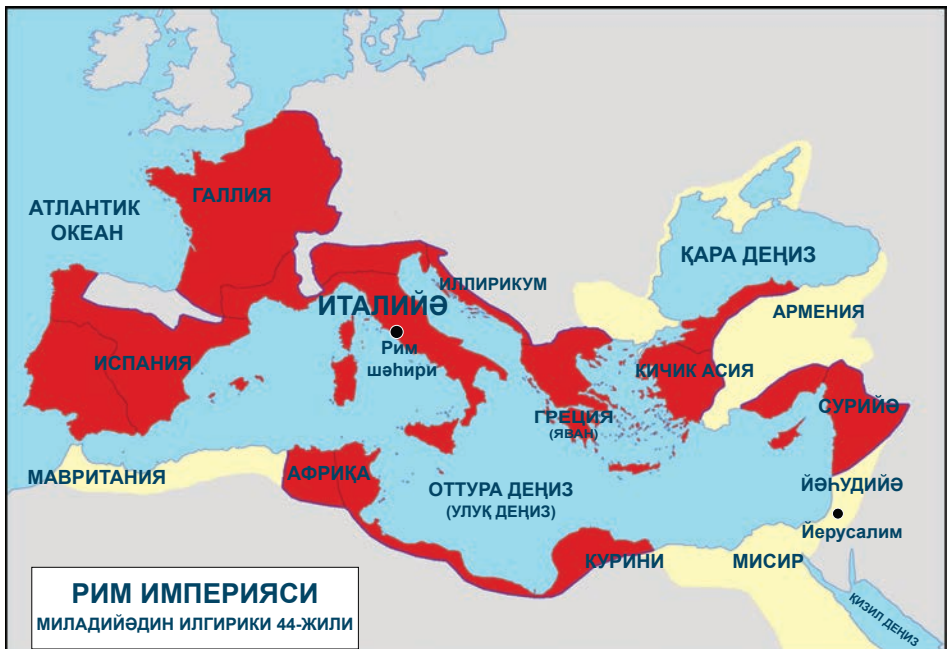 ГАЛЛИЯ
АТЛАНТИК
ОКЕАН
ҚАРА ДЕҢИЗ
ИЛЛИРИКУМ
ИТАЛИЙӘ
АРМЕНИЯ
Рим
шәһири
ИСПАНИЯ
КИЧИК АСИЯ
СУРИЙӘ
ГРЕЦИЯ
(ЯВАН)
МАВРИТАНИЯ
АФРИҚА
ОТТУРА ДЕҢИЗ
(УЛУҚ ДЕҢИЗ)
ЙӘҺУДИЙӘ
Йерусалим
КУРИНИ
МИСИР
ҚИЗИЛ ДЕҢИЗ
РИМ ИМПЕРИЯСИ
МИЛАДИЙӘДИН ИЛГИРИКИ 44-ЖИЛИ